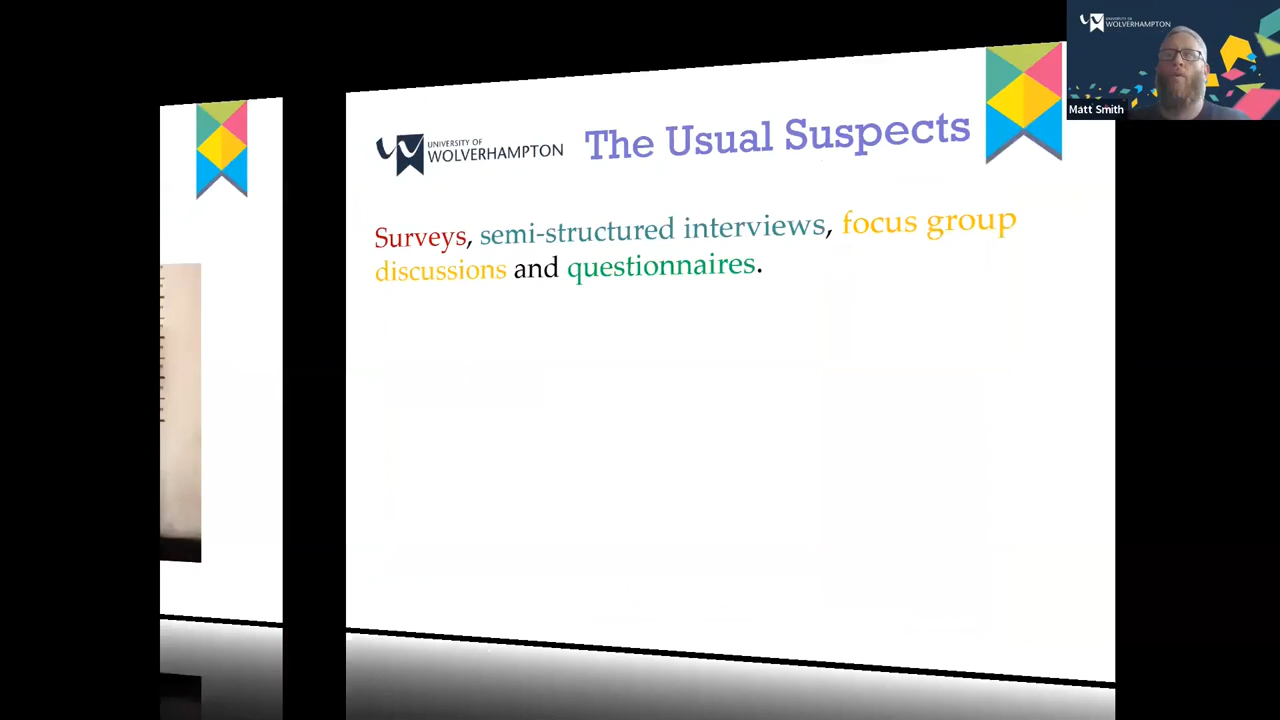 UNIVERSITY OF
WOLVERHAMPTON
The Usual Suspects
Surveys, semi-structured interviews, focus group
discussions and questionnaires.
UNIVERSITY OF
WOLVERHAMPTON
Matt Smith